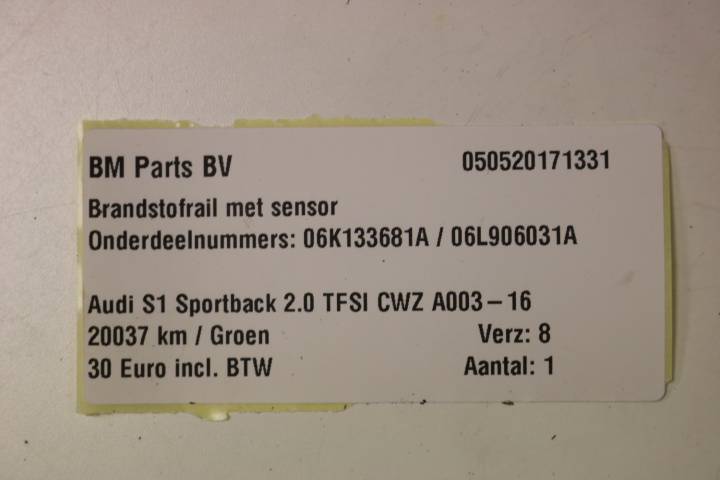 BM Parts BV 050520171331
Brandstofrail met sensor
Onderdeelnummers: 06K133681A / 06L906031A
Audi S1 Sportback 2.0 TFSI CWZ A003-16
20037 km / Groen Verz: 8
30 Euro incl. BTW Aantal: 1